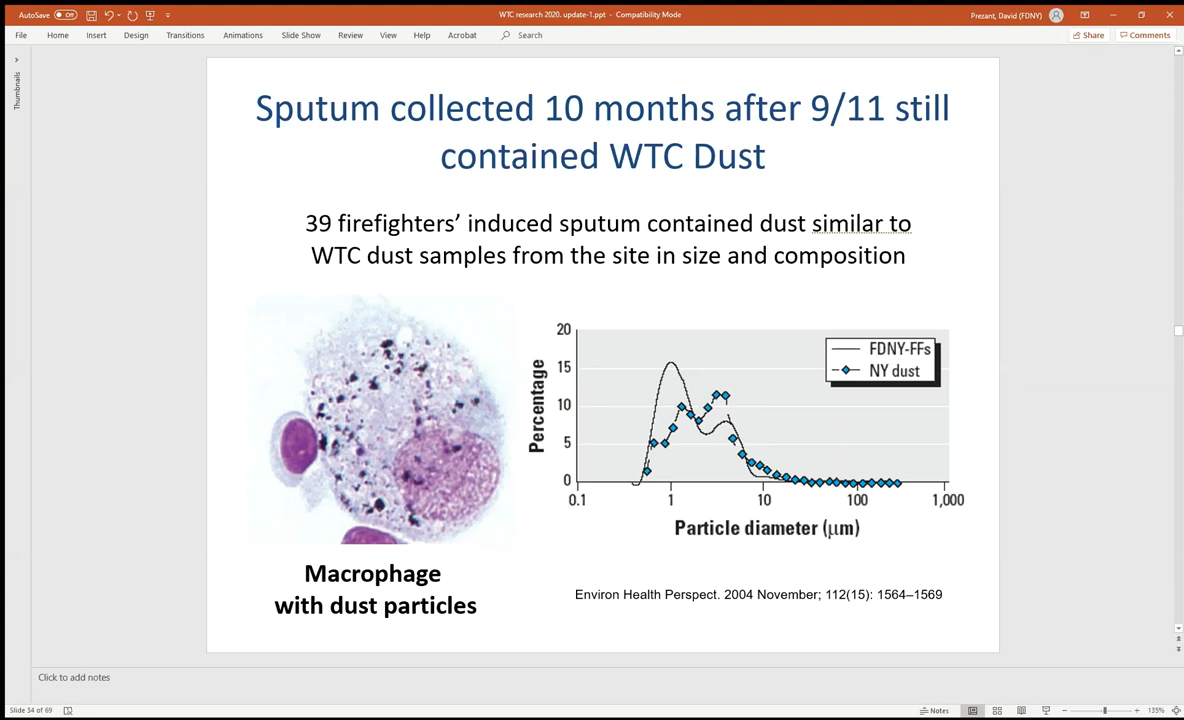 AutoSave Off
WTC research 2020. update-1.ppt - Compatibility Mode
Prezant, David (FDNY)
File Home Insert Design Transitions Animations Slide Show Review View Help Acrobat Search
Share Comments
Thumbnails
Sputum collected 10 months after 9/11 still
contained WTC Dust
39 firefighters’ induced sputum contained dust similar to
WTC dust samples from the site in size and composition
Macrophage
with dust particles
Percentage
20
15
10
5
0
FDNY-FFs
NY dust
0.1 1 10 100 1,000
Particle diameter (μm)
Environ Health Perspect. 2004 November; 112(15): 1564–1569
Click to add notes
Slide 34 of 69
Notes
135%